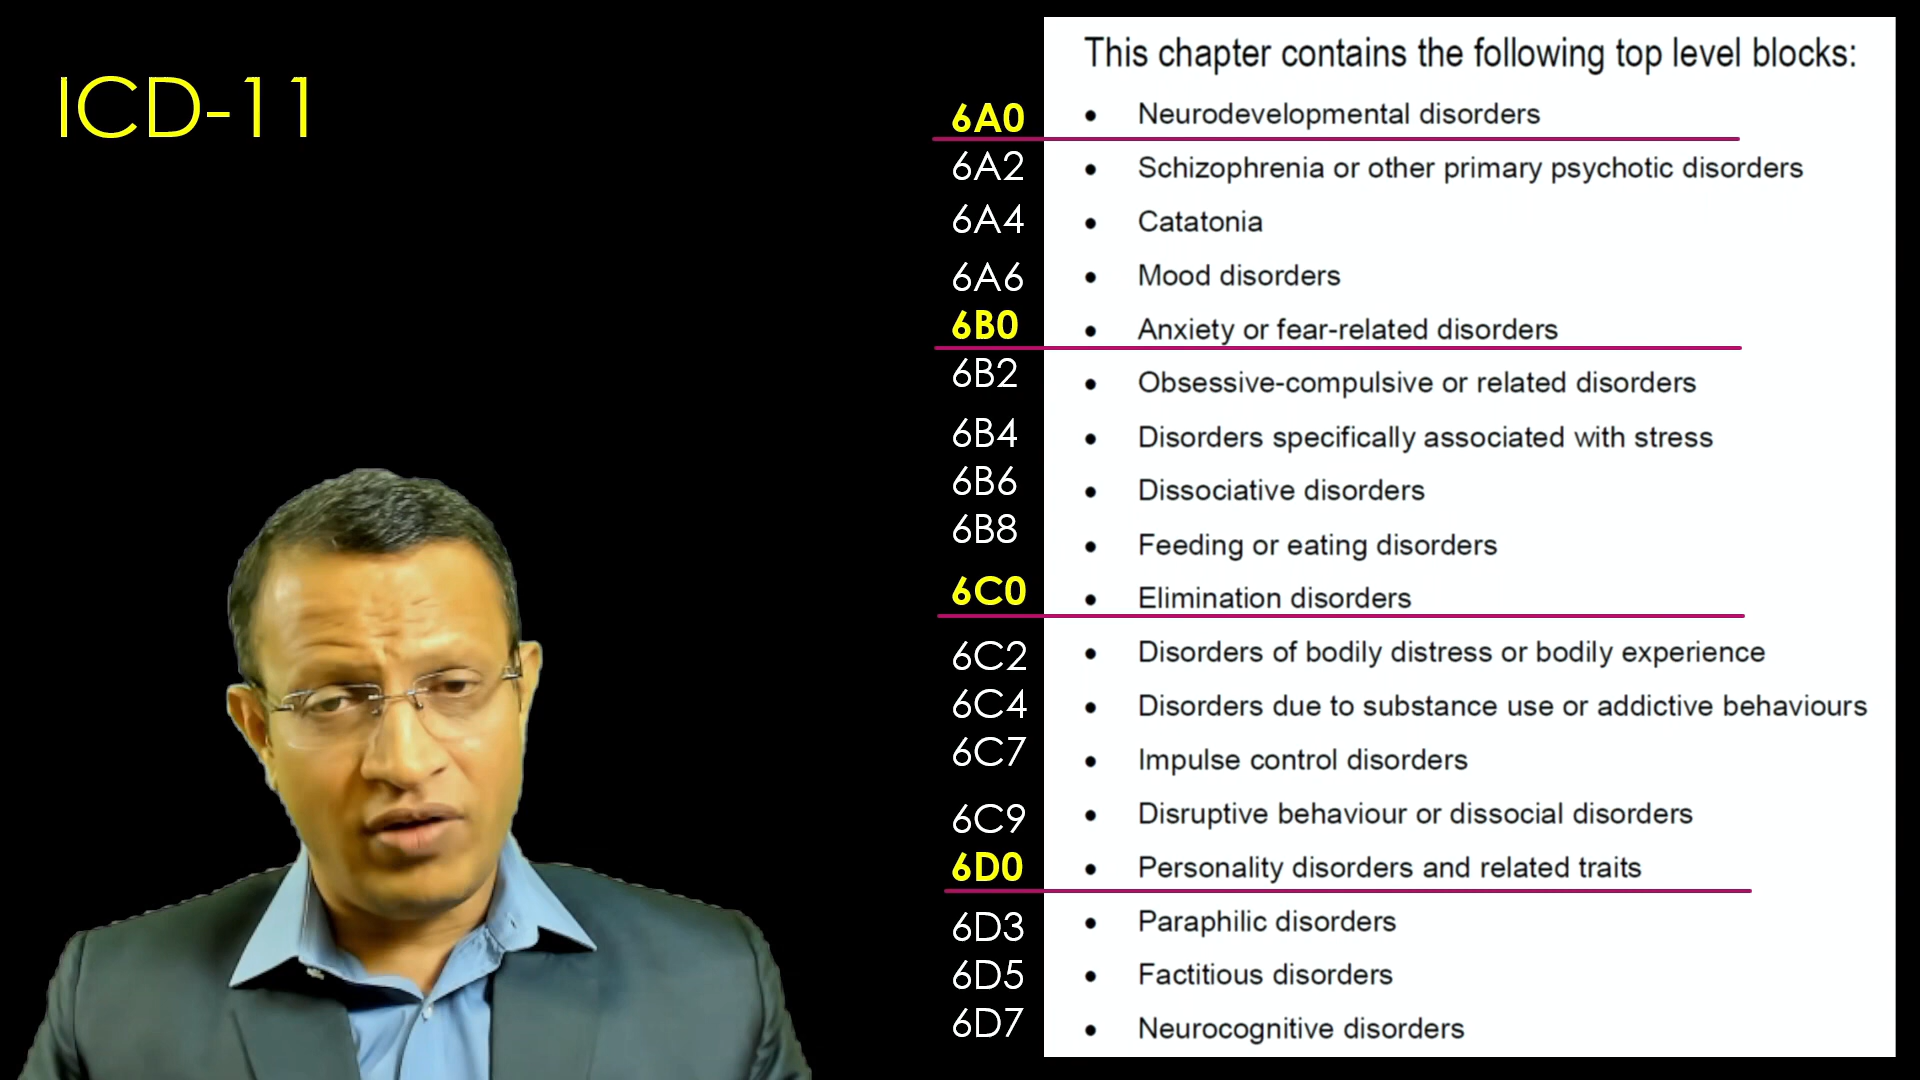 ICD-11
This chapter contains the following top level blocks:
6A0 • Neurodevelopmental disorders
6A2 • Schizophrenia or other primary psychotic disorders
6A4 • Catatonia
6A6 • Mood disorders
6B0 • Anxiety or fear-related disorders
6B2 • Obsessive-compulsive or related disorders
6B4 • Disorders specifically associated with stress
6B6 • Dissociative disorders
6B8 • Feeding or eating disorders
6C0 • Elimination disorders
6C2 • Disorders of bodily distress or bodily experience
6C4 • Disorders due to substance use or addictive behaviours
6C7 • Impulse control disorders
6C9 • Disruptive behaviour or dissocial disorders
6D0 • Personality disorders and related traits
6D3 • Paraphilic disorders
6D5 • Factitious disorders
6D7 • Neurocognitive disorders